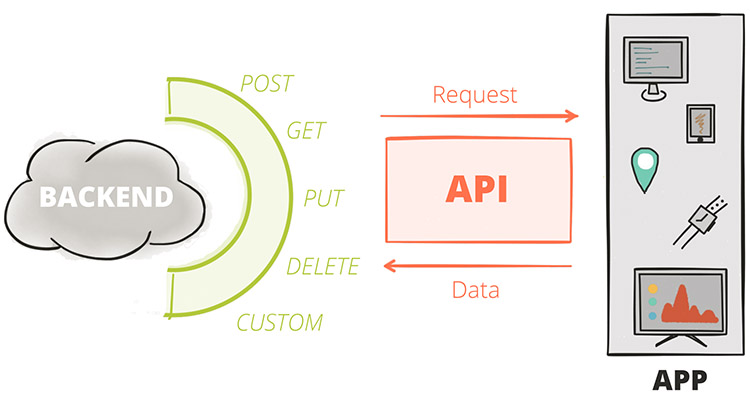 POST
GET
PUT
DELETE
CUSTOM
BACKEND
Request
API
Data
APP